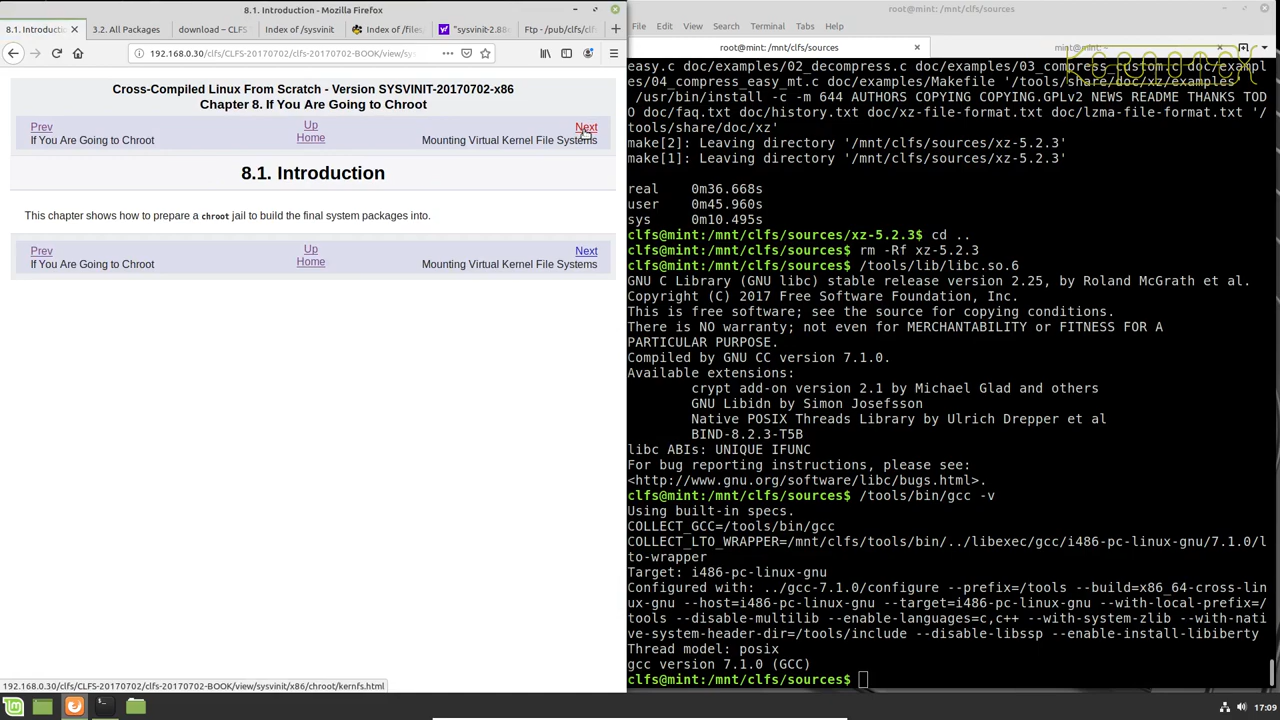 8.1. Introduction - Mozilla Firefox
8.1. Introductio
3.2. All Packages
download – CLFS
Index of /sysvinit
Index of /files
"sysvinit-2.88
Ftp - /pub/clfs/clfs
192.168.0.30/clfs/CLFS-20170702/clfs-20170702-BOOK/view/sy
Cross-Compiled Linux From Scratch - Version SYSVINIT-20170702-x86
Chapter 8. If You Are Going to Chroot
Prev
Up
Next
If You Are Going to Chroot
Home
Mounting Virtual Kernel File Systems
8.1. Introduction
This chapter shows how to prepare a chroot jail to build the final system packages into.
Prev
Up
Next
If You Are Going to Chroot
Home
Mounting Virtual Kernel File Systems
192.168.0.30/clfs/CLFS-20170702/clfs-20170702-BOOK/view/sysvinit/x86/chroot/kernfs.html
root@mint: /mnt/clfs/sources
File Edit View Search Terminal Tabs Help
root@mint: /mnt/clfs/sources
mint@mint: ~
KERNOTEX
easy.c doc/examples/02_decompress.c doc/examples/03_compress_custom.c doc/exampl
es/04_compress_easy_mt.c doc/examples/Makefile '/tools/share/doc/xz/examples'
 /usr/bin/install -c -m 644 AUTHORS COPYING COPYING.GPLv2 NEWS README THANKS TOD
O doc/faq.txt doc/history.txt doc/xz-file-format.txt doc/lzma-file-format.txt '/
tools/share/doc/xz'
make[2]: Leaving directory '/mnt/clfs/sources/xz-5.2.3'
make[1]: Leaving directory '/mnt/clfs/sources/xz-5.2.3'
real 0m36.668s
user 0m45.960s
sys 0m10.495s
clfs@mint:/mnt/clfs/sources/xz-5.2.3$ cd ..
clfs@mint:/mnt/clfs/sources$ rm -Rf xz-5.2.3
clfs@mint:/mnt/clfs/sources$ /tools/lib/libc.so.6
GNU C Library (GNU libc) stable release version 2.25, by Roland McGrath et al.
Copyright (C) 2017 Free Software Foundation, Inc.
This is free software; see the source for copying conditions.
There is NO warranty; not even for MERCHANTABILITY or FITNESS FOR A
PARTICULAR PURPOSE.
Compiled by GNU CC version 7.1.0.
Available extensions:
crypt add-on version 2.1 by Michael Glad and others
GNU Libidn by Simon Josefsson
Native POSIX Threads Library by Ulrich Drepper et al
BIND-8.2.3-T5B
libc ABIs: UNIQUE IFUNC
For bug reporting instructions, please see:
<http://www.gnu.org/software/libc/bugs.html>.
clfs@mint:/mnt/clfs/sources$ /tools/bin/gcc -v
Using built-in specs.
COLLECT_GCC=/tools/bin/gcc
COLLECT_LTO_WRAPPER=/mnt/clfs/tools/bin/../libexec/gcc/i486-pc-linux-gnu/7.1.0/l
to-wrapper
Target: i486-pc-linux-gnu
Configured with: ../gcc-7.1.0/configure --prefix=/tools --build=x86_64-cross-lin
ux-gnu --host=i486-pc-linux-gnu --target=i486-pc-linux-gnu --with-local-prefix=/
tools --disable-multilib --enable-languages=c,c++ --with-system-zlib --with-nati
ve-system-header-dir=/tools/include --disable-libssp --enable-install-libiberty
Thread model: posix
gcc version 7.1.0 (GCC)
clfs@mint:/mnt/clfs/sources$
17:09